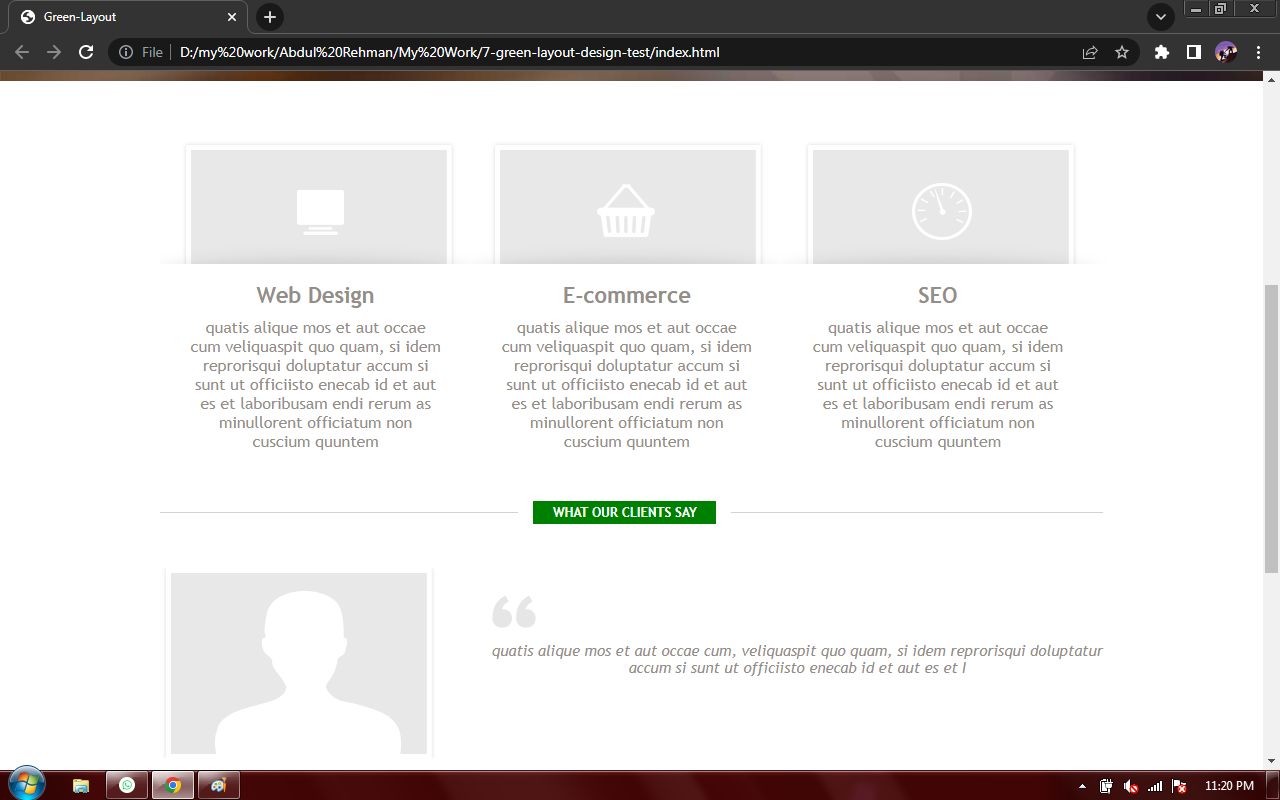 Green-Layout
File
D:/my%20work/Abdul%20Rehman/My%20Work/7-green-layout-design-test/index.html
Web Design
quatis alique mos et aut occae
cum veliquaspit quo quam, si idem
reprorisqui doluptatur accum si
sunt ut officiisto enecab id et aut
es et laboribusam endi rerum as
minullorent officiatum non
cuscium quuntem
E-commerce
quatis alique mos et aut occae
cum veliquaspit quo quam, si idem
reprorisqui doluptatur accum si
sunt ut officiisto enecab id et aut
es et laboribusam endi rerum as
minullorent officiatum non
cuscium quuntem
SEO
quatis alique mos et aut occae
cum veliquaspit quo quam, si idem
reprorisqui doluptatur accum si
sunt ut officiisto enecab id et aut
es et laboribusam endi rerum as
minullorent officiatum non
cuscium quuntem
WHAT OUR CLIENTS SAY
“
quatis alique mos et aut occae cum, veliquaspit quo quam, si idem reprorisqui doluptatur
accum si sunt ut officiisto enecab id et aut es et l
11:20 PM